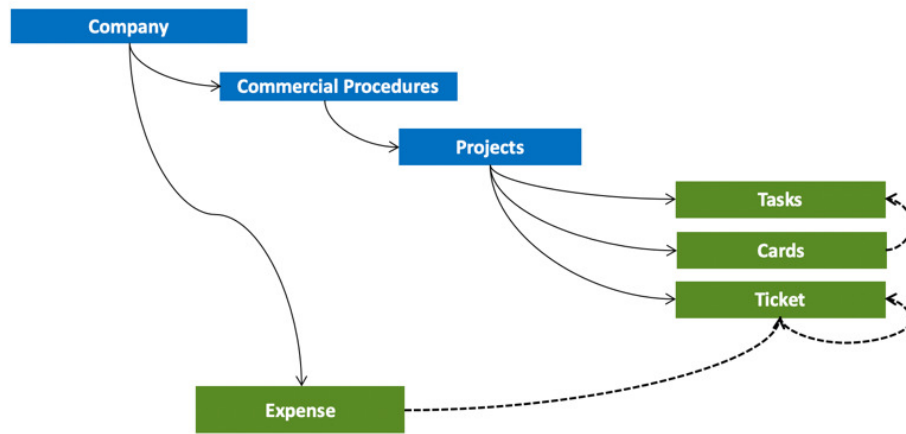 Company
Commercial Procedures
Projects
Tasks
Cards
Ticket
Expense